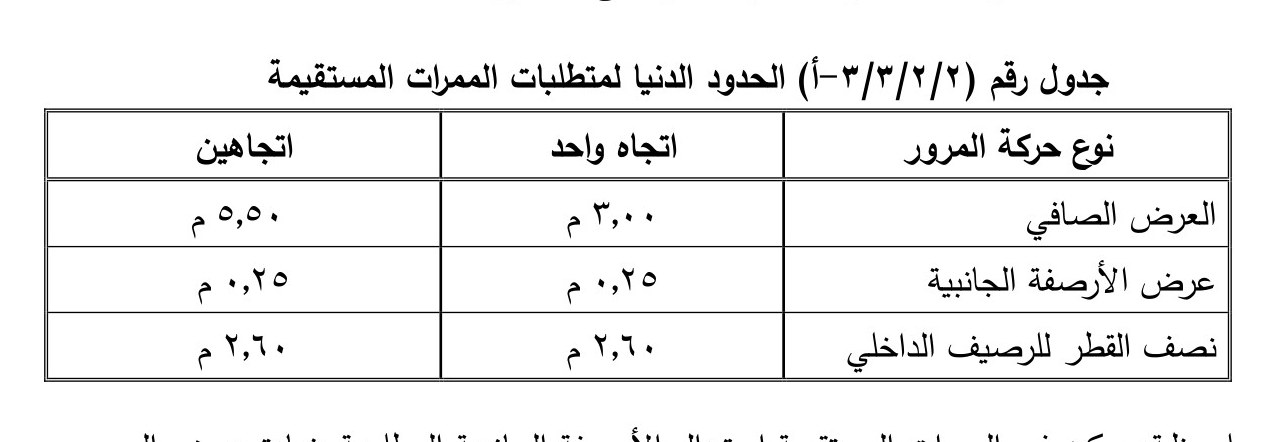 جدول رقم (٣/٣/٢/٢-أ) الحدود الدنيا لمتطلبات الممرات المستقيمة
نوع حركة المرور اتجاه واحد اتجاهين
العرض الصافي ٣,٠٠ م ٥,٥٠ م
عرض الأرصفة الجانبية ٠,٢٥ م ٠,٢٥ م
نصف القطر للرصيف الداخلي ٢,٦٠ م ٢,٦٠ م